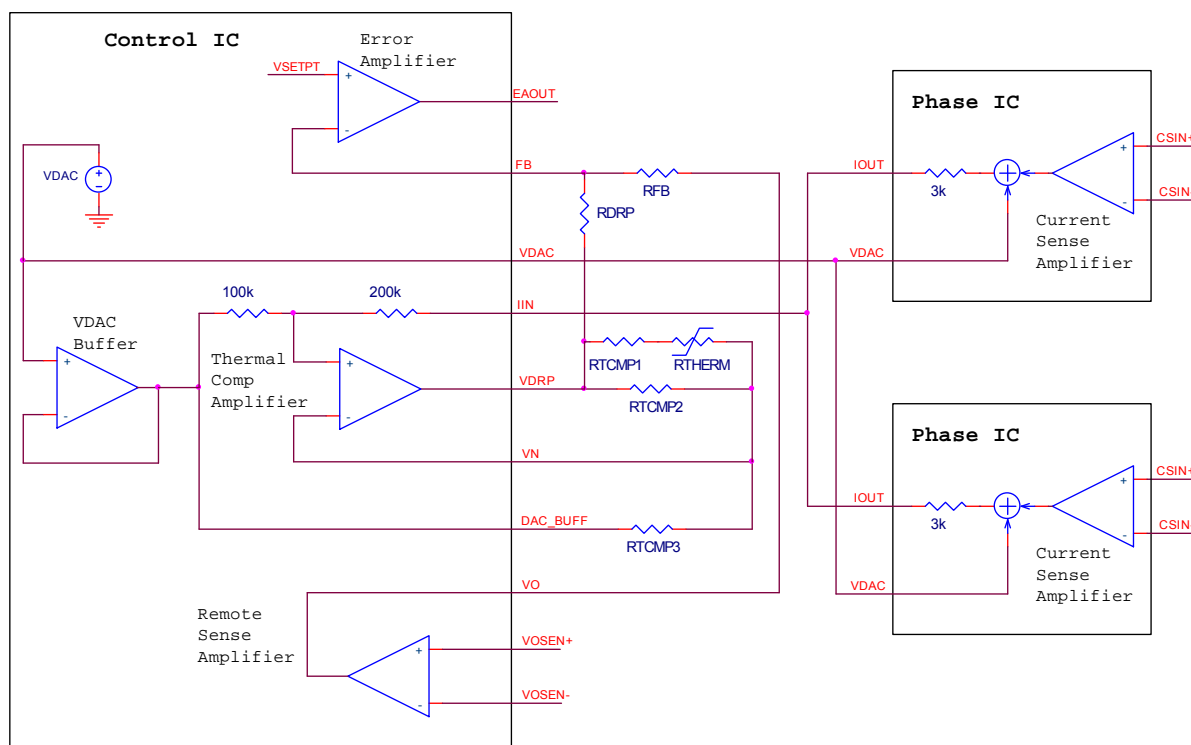 Control IC
Error
Amplifier
VSETPT
+
-
EAOUT
Phase IC
CSIN+
+
IOUT
3k
-
CSIN-
VDAC
+
-
FB
RFB
RDRP
Current
Sense
Amplifier
VDAC
VDAC
100k
200k
IIN
VDAC
Buffer
+
-
Thermal
Comp
Amplifier
+
-
RTCMP1
RTHERM
VDRP
RTCMP2
Phase IC
VN
CSIN+
+
IOUT
3k
-
CSIN-
DAC_BUFF
RTCMP3
Current
Sense
Amplifier
VDAC
VO
Remote
Sense
Amplifier
+
VOSEN+
-
VOSEN-